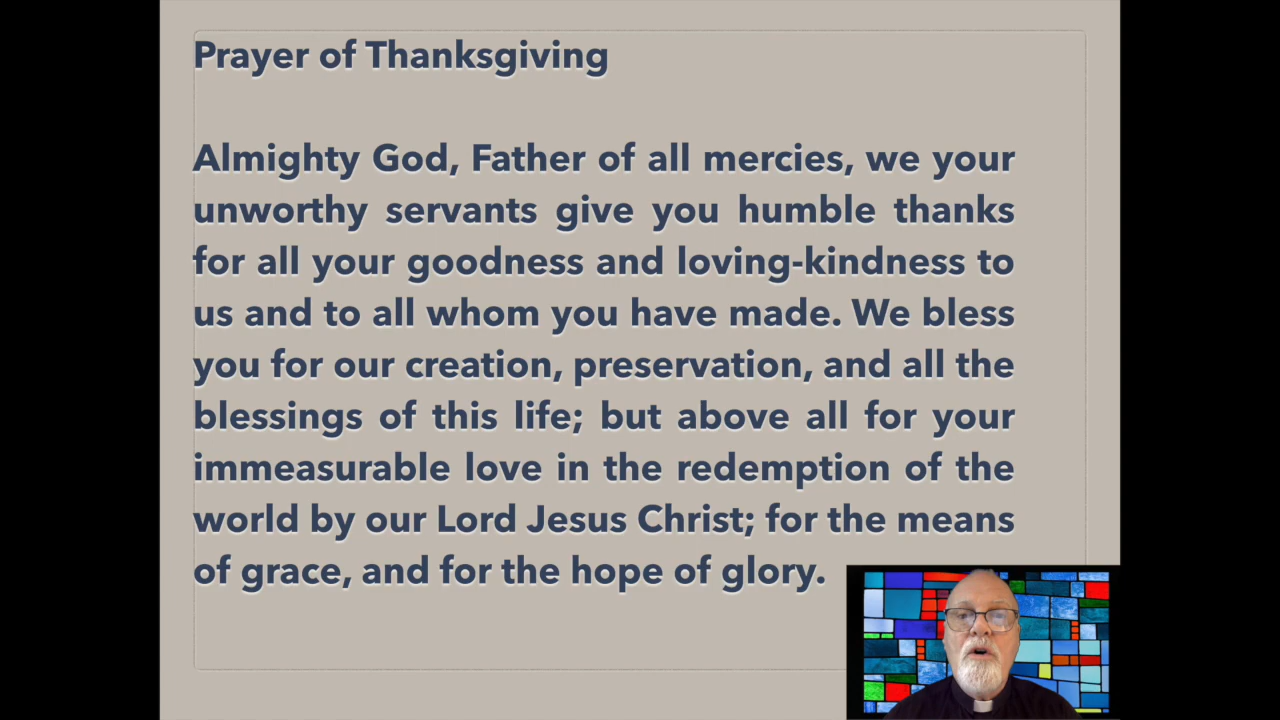 Prayer of Thanksgiving
Almighty God, Father of all mercies, we your
unworthy servants give you humble thanks
for all your goodness and loving-kindness to
us and to all whom you have made. We bless
you for our creation, preservation, and all the
blessings of this life; but above all for your
immeasurable love in the redemption of the
world by our Lord Jesus Christ; for the means
of grace, and for the hope of glory.